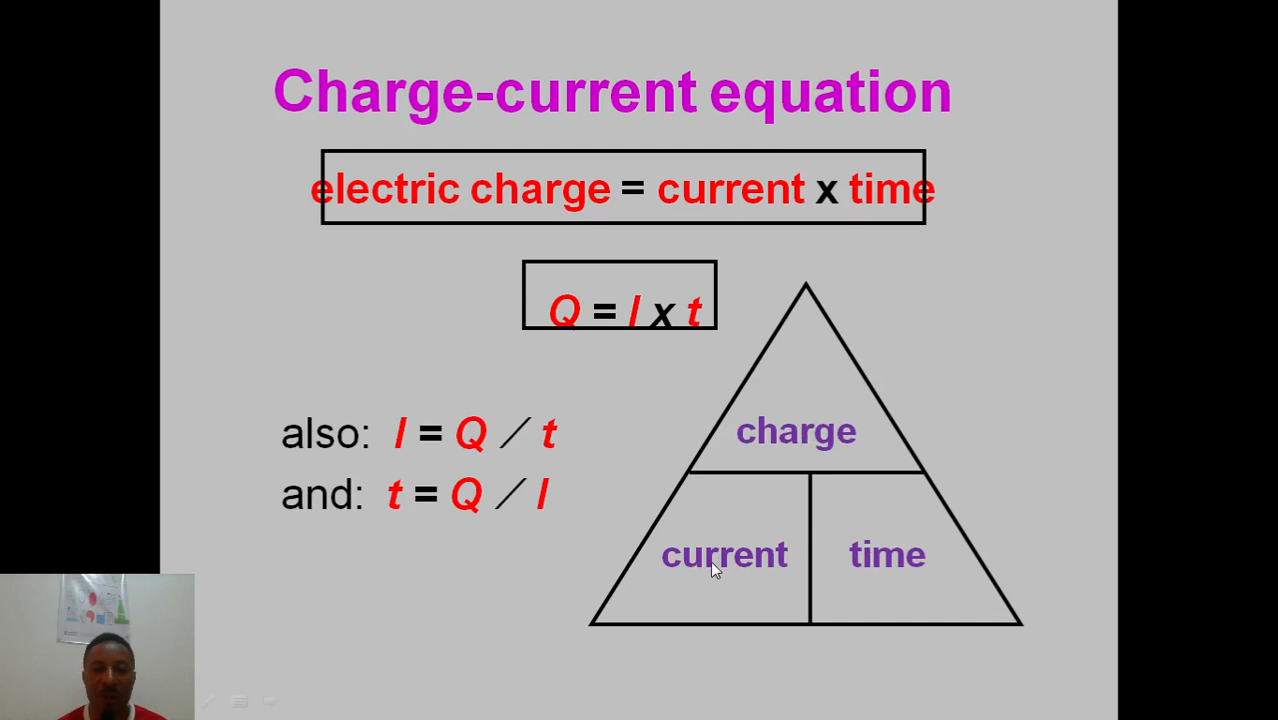 Charge-current equation
electric charge = current x time
Q = I x t
also: I = Q / t
and: t = Q / I
charge
current time